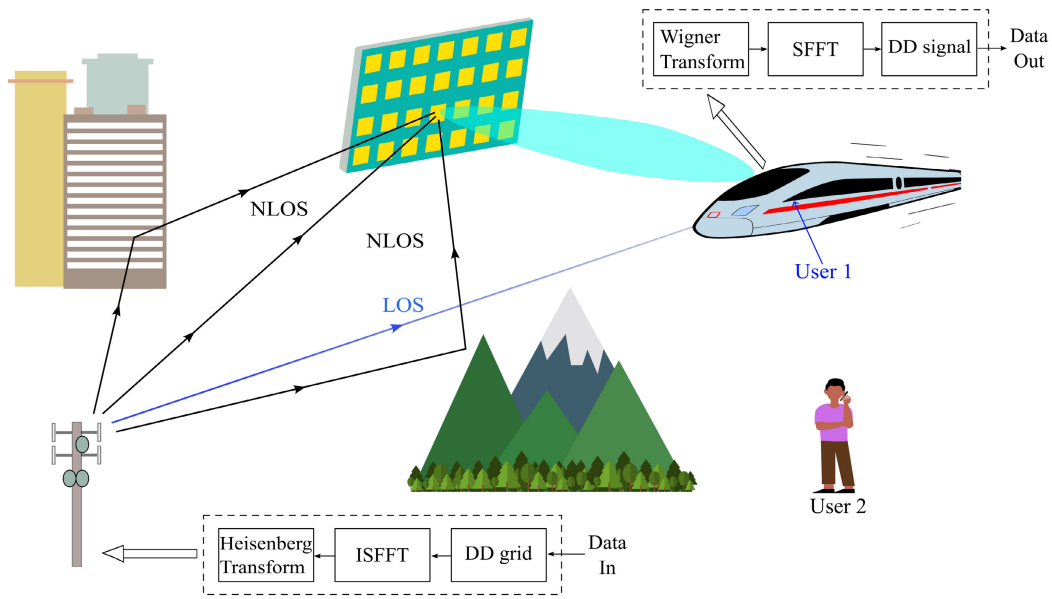 Wigner
Transform
SFFT
DD signal
Data
Out
NLOS
NLOS
User 1
LOS
User 2
Heisenberg
Transform
ISFFT
DD grid
Data
In